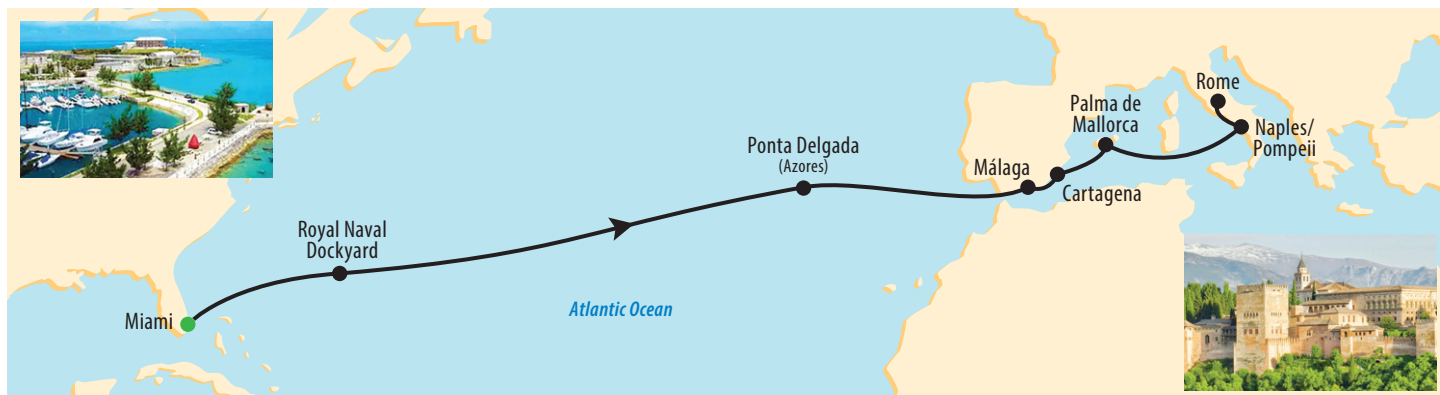 Miami
Royal Naval
Dockyard
Atlantic Ocean
Ponta Delgada
(Azores)
Málaga
Cartagena
Palma de
Mallorca
Rome
Naples/
Pompeii